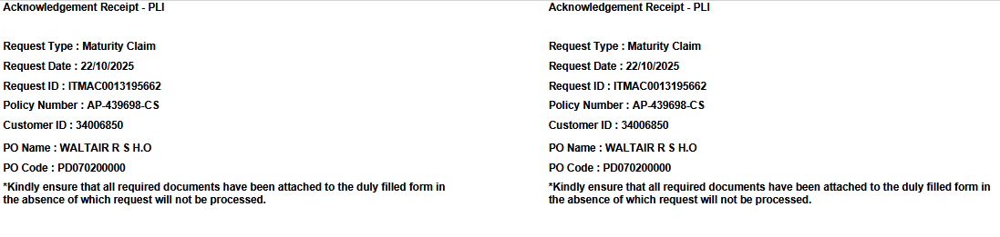 Acknowledgement Receipt - PLI
Request Type : Maturity Claim
Request Date : 22/10/2025
Request ID : ITMAC0013195662
Policy Number : AP-439698-CS
Customer ID : 34006850
PO Name : WALTAIR R S H.O
PO Code : PD070200000
*Kindly ensure that all required documents have been attached to the duly filled form in
the absence of which request will not be processed.
Acknowledgement Receipt - PLI
Request Type : Maturity Claim
Request Date : 22/10/2025
Request ID : ITMAC0013195662
Policy Number : AP-439698-CS
Customer ID : 34006850
PO Name : WALTAIR R S H.O
PO Code : PD070200000
*Kindly ensure that all required documents have been attached to the duly filled form in
the absence of which request will not be processed.